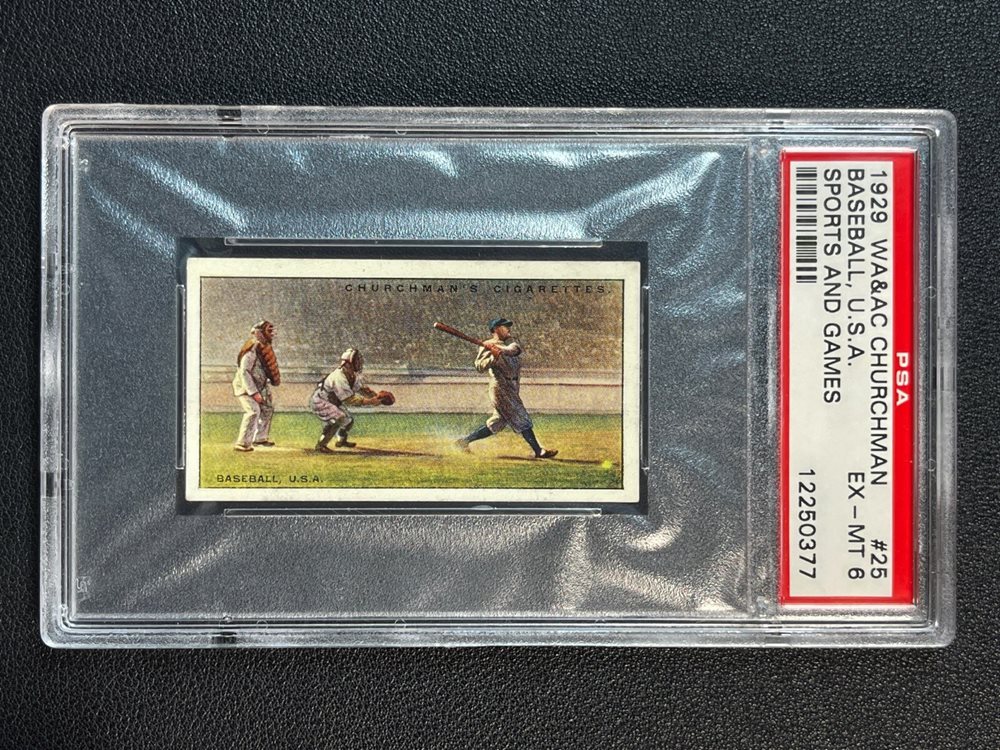 CHURCHMAN'S CIGARETTES.
BASEBALL, U.S.A.
PSA
1929 WA&AC CHURCHMAN #25
BASEBALL, U.S.A. EX - MT 6
SPORTS AND GAMES
12250377